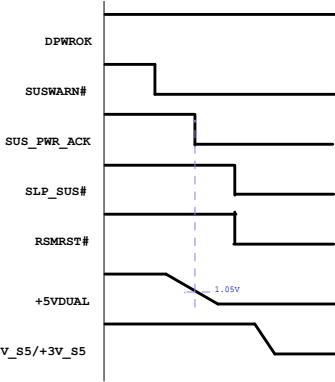 DPWROK
SUSWARN#
SUS_PWR_ACK
SLP_SUS#
RSMRST#
1.05V
+5VDUAL
V_S5/+3V_S5